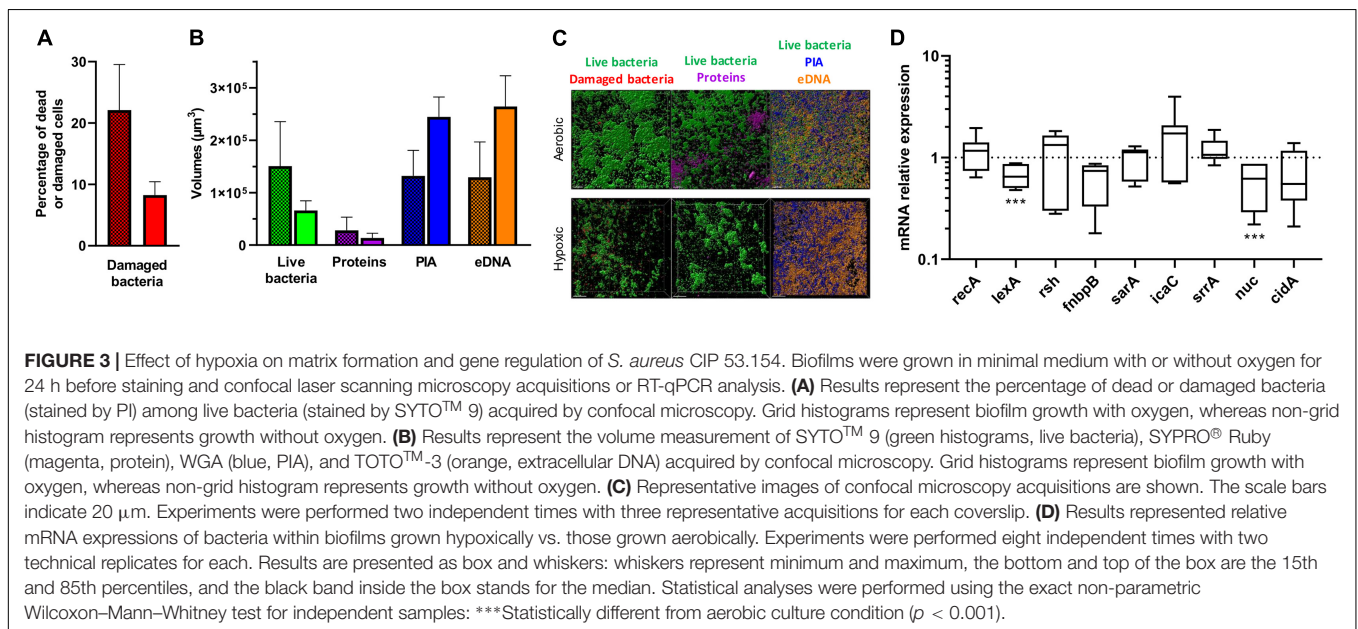 A
Percentage of dead
or damaged cells
30
20
10
0
Damaged
bacteria
B
Volumes (µm³)
3×10⁵
2×10⁵
1×10⁵
0
Live
bacteria
Proteins
PIA
eDNA
C
Live bacteria
Damaged bacteria
Live bacteria
Proteins
Live bacteria
PIA
eDNA
Aerobic
Hypoxic
D
mRNA relative expression
10
1
0.1
***
***
recA
lexA
rsh
fnbpB
sarA
icaC
srrA
nuc
cidA
FIGURE 3 | Effect of hypoxia on matrix formation and gene regulation of S. aureus CIP 53.154. Biofilms were grown in minimal medium with or without oxygen for
24 h before staining and confocal laser scanning microscopy acquisitions or RT-qPCR analysis. (A) Results represent the percentage of dead or damaged bacteria
(stained by PI) among live bacteria (stained by SYTO™ 9) acquired by confocal microscopy. Grid histograms represent biofilm growth with oxygen, whereas non-grid
histogram represents growth without oxygen. (B) Results represent the volume measurement of SYTO™ 9 (green histograms, live bacteria), SYPRO® Ruby
(magenta, protein), WGA (blue, PIA), and TOTO™-3 (orange, extracellular DNA) acquired by confocal microscopy. Grid histograms represent biofilm growth with
oxygen, whereas non-grid histogram represents growth without oxygen. (C) Representative images of confocal microscopy acquisitions are shown. The scale bars
indicate 20 µm. Experiments were performed two independent times with three representative acquisitions for each coverslip. (D) Results represented relative
mRNA expressions of bacteria within biofilms grown hypoxically vs. those grown aerobically. Experiments were performed eight independent times with two
technical replicates for each. Results are presented as box and whiskers: whiskers represent minimum and maximum, the bottom and top of the box are the 15th
and 85th percentiles, and the black band inside the box stands for the median. Statistical analyses were performed using the exact non-parametric
Wilcoxon–Mann–Whitney test for independent samples: ***Statistically different from aerobic culture condition (p < 0.001).